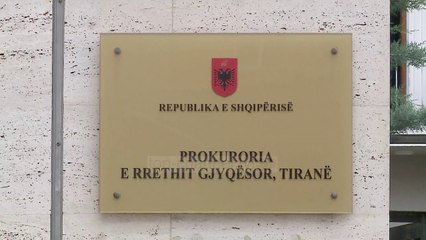 REPUBLIKA E SHQIPËRISË
PROKURORIA
E RRETHIT GJYQËSOR, TIRANË